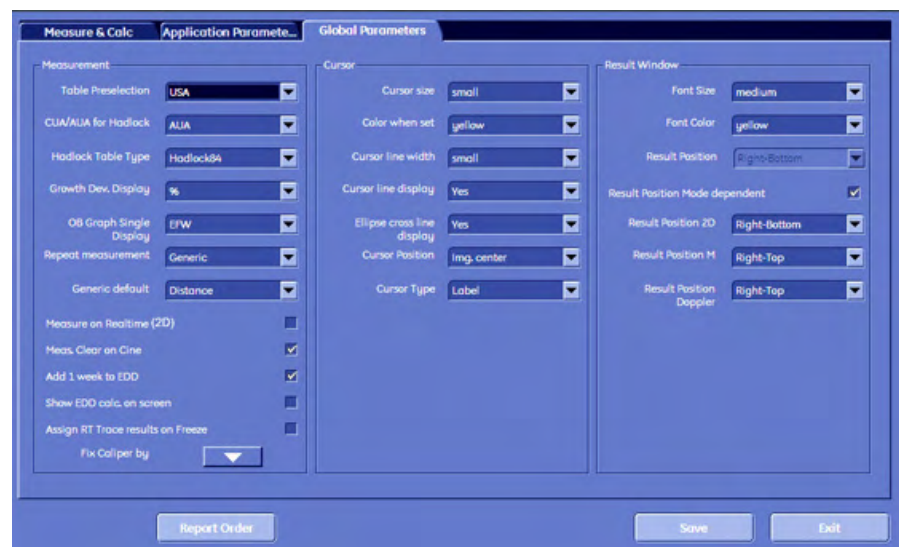 Measure & Calc Application Paramete... Global Parameters
Measurement
Table Preselection USA
CUA/AUA for Hadlock AUA
Hadlock Table Type Hadlock84
Growth Dev. Display %
OB Graph Single
Display EFW
Repeat measurement Generic
Generic default Distance
Measure on Realtime (2D)
Meas. Clear on Cine
Add 1 week to EDD
Show EDD calc. on screen
Assign RT Trace results on Freeze
Fix Caliper by
Cursor
Cursor size small
Color when set yellow
Cursor line width small
Cursor line display Yes
Ellipse cross line
display Yes
Cursor Position Img. center
Cursor Type Label
Result Window
Font Size medium
Font Color yellow
Result Position Right-Bottom
Result Position Mode dependent
Result Position 2D Right-Bottom
Result Position M Right-Top
Result Position
Doppler Right-Top
Report Order Save Exit